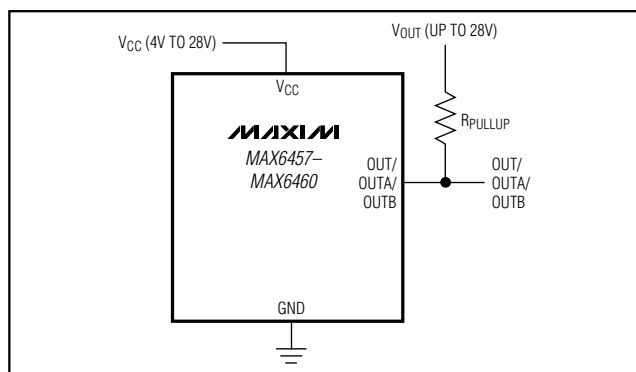 VCC (4V TO 28V)
VOUT (UP TO 28V)
VCC
RPULLUP
MAXIM
MAX6457–
MAX6460
OUT/
OUTA/
OUTB
OUT/
OUTA/
OUTB
GND